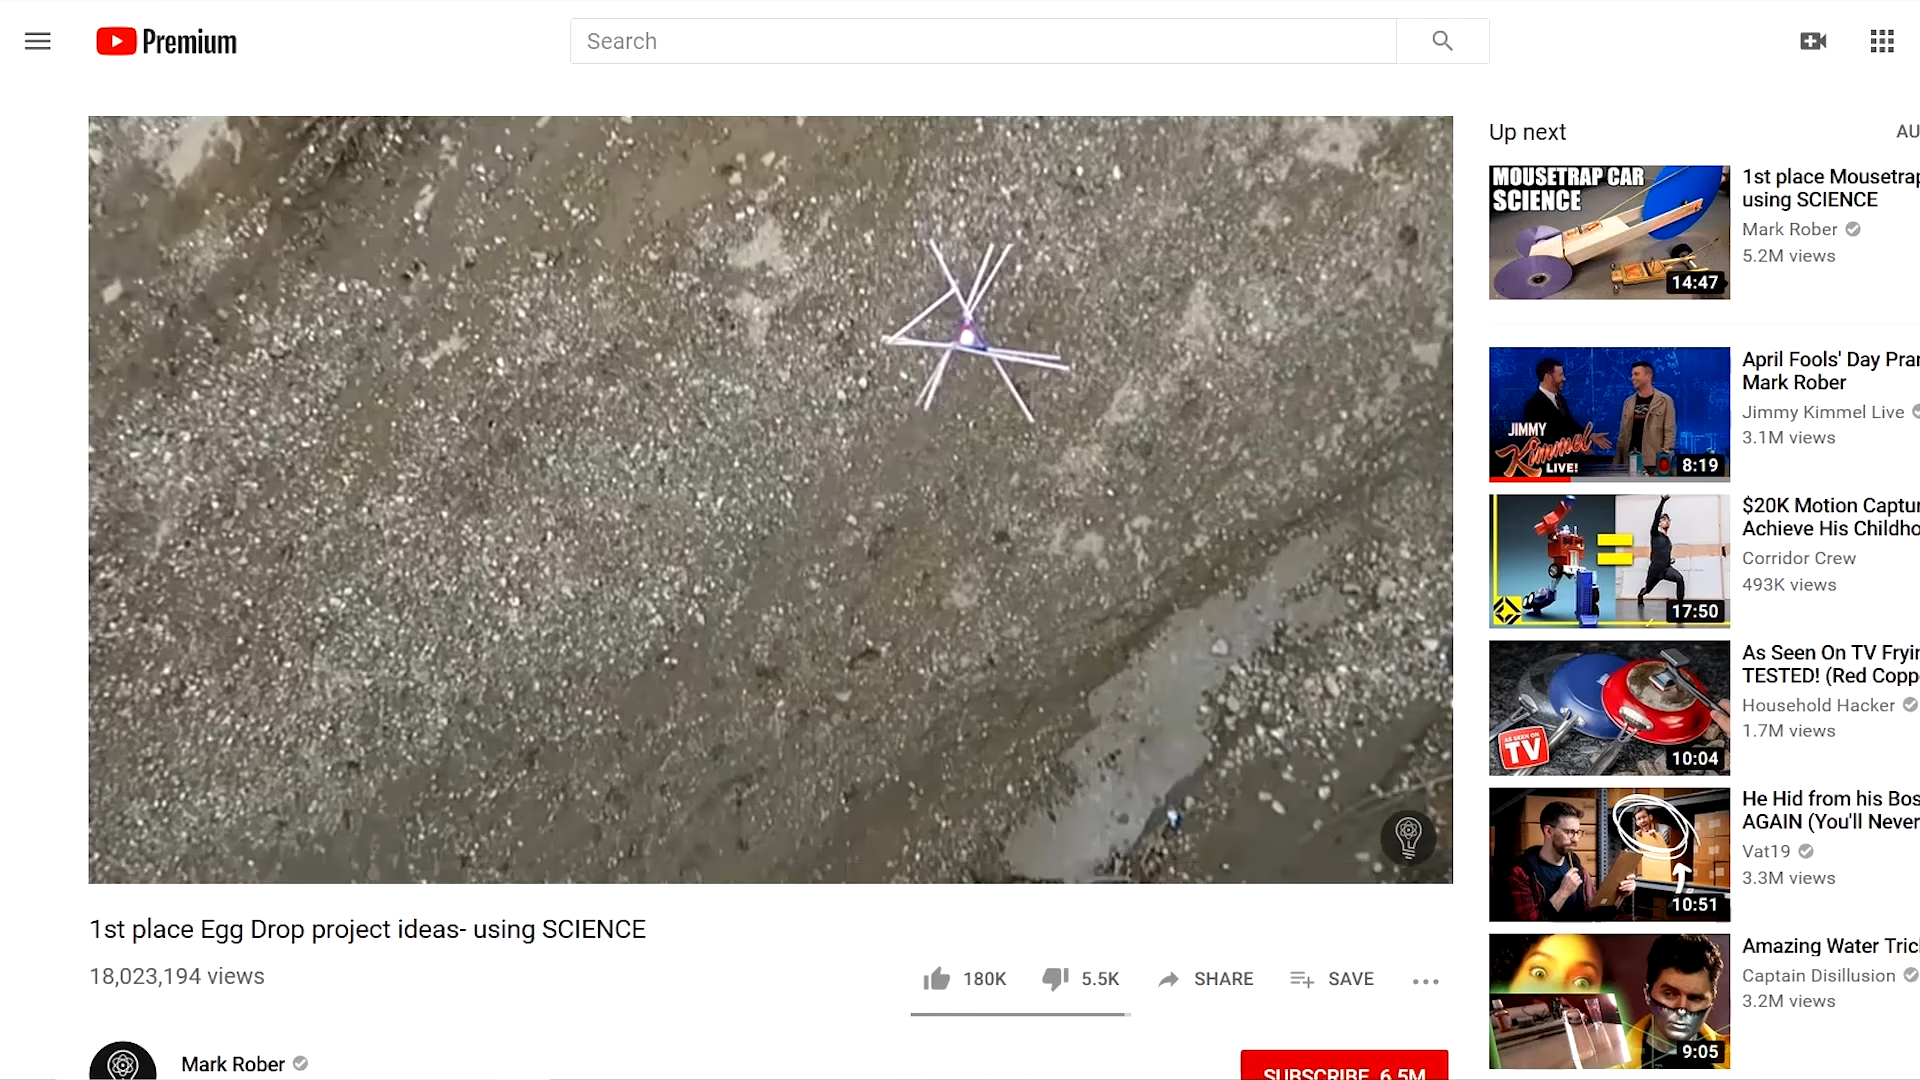 Premium
Search
1st place Egg Drop project ideas- using SCIENCE
18,023,194 views
180K
5.5K
SHARE
SAVE
Mark Rober
SUBSCRIBE 6.5M
Up next
AU
MOUSETRAP CAR
SCIENCE
14:47
1st place Mousetrap
using SCIENCE
Mark Rober
5.2M views
JIMMY
Kimmel
LIVE!
8:19
April Fools' Day Pran
Mark Rober
Jimmy Kimmel Live
3.1M views
17:50
$20K Motion Captur
Achieve His Childho
Corridor Crew
493K views
AS SEEN ON
TV
10:04
As Seen On TV Fryin
TESTED! (Red Coppe
Household Hacker
1.7M views
10:51
He Hid from his Bos
AGAIN (You'll Never
Vat19
3.3M views
9:05
Amazing Water Tric
Captain Disillusion
3.2M views